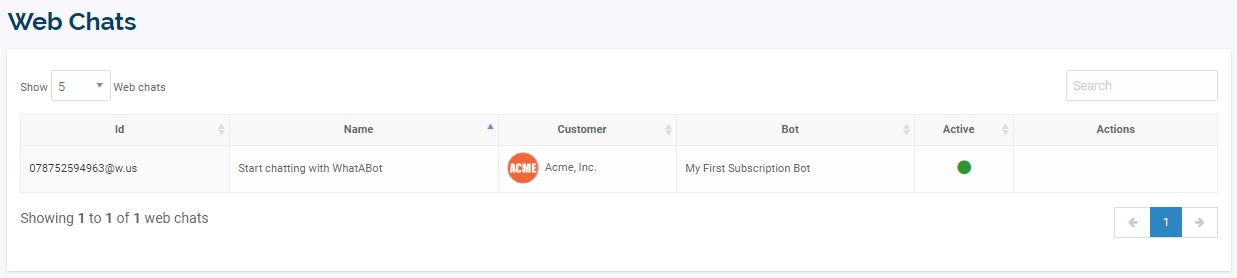 Web Chats
Show 5 Web chats
Search
Id Name Customer Bot Active Actions
078752594963@w.us Start chatting with WhatABot ACME Acme, Inc. My First Subscription Bot
Showing 1 to 1 of 1 web chats
1